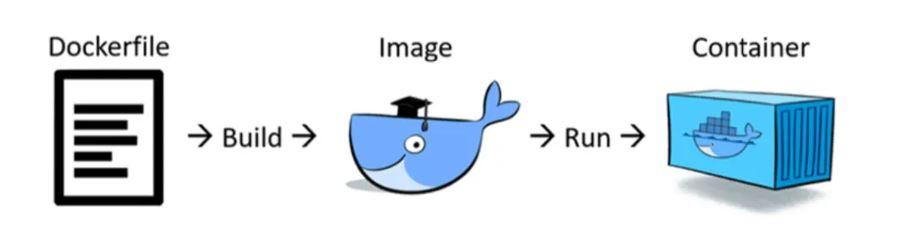 Dockerfile
Image
Container
→ Build →
→ Run →